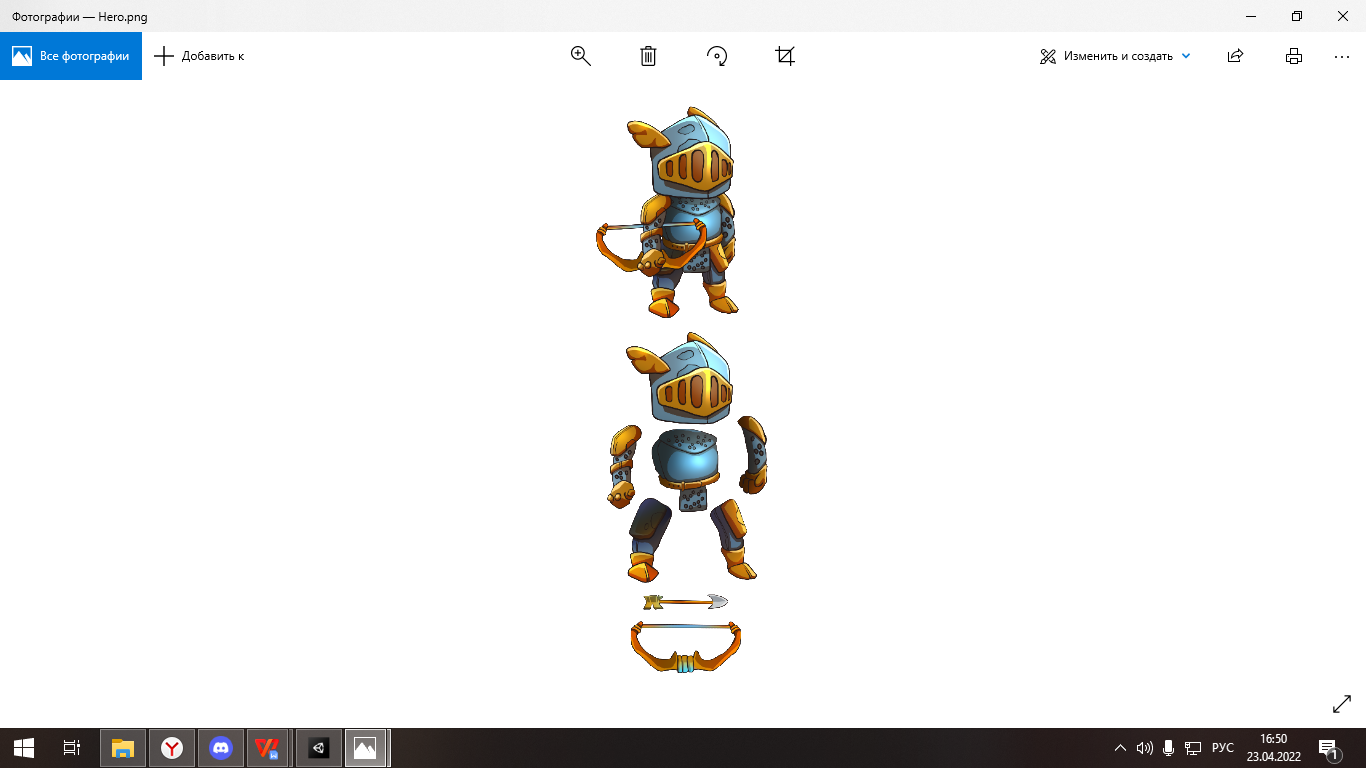 Фотографии — Hero.png
Все фотографии
Добавить к
Изменить и создать
РУС
16:50
23.04.2022
1